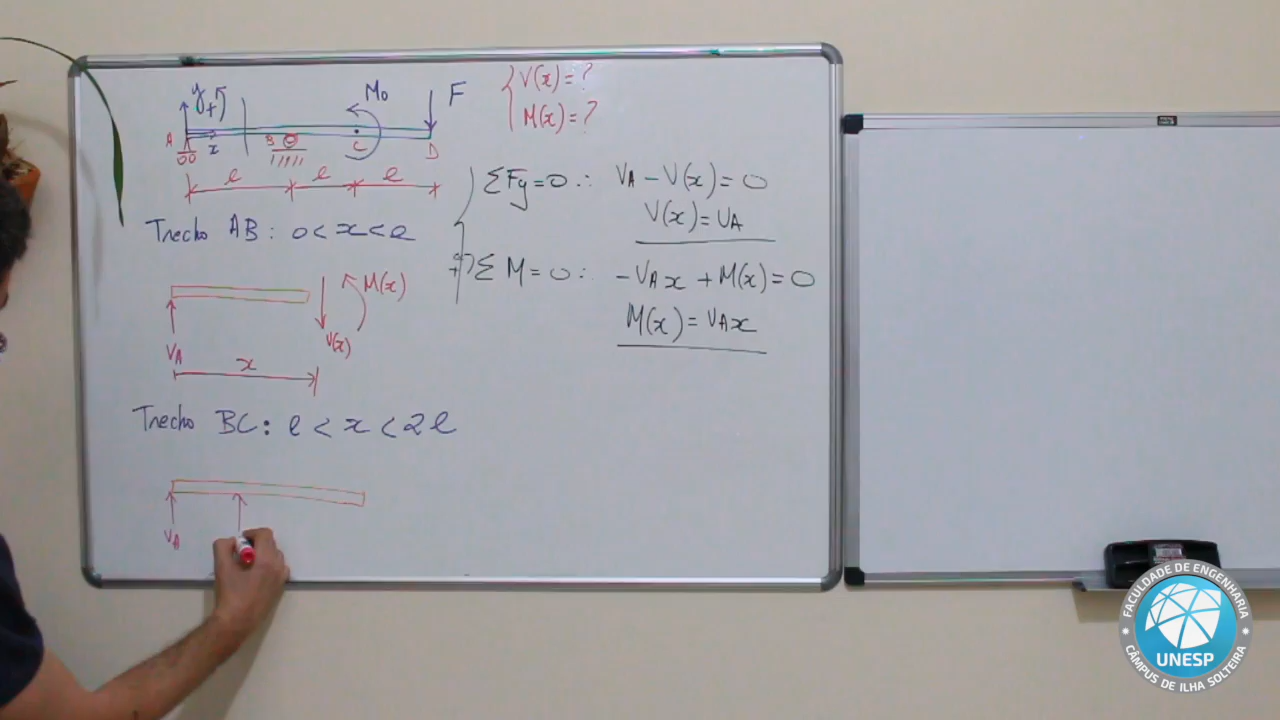 y
+
M₀
F
A
x
B
C
D
l
l
l
V(x) = ?
M(x) = ?
Trecho AB: 0 < x < l
V_A
V(x)
M(x)
x
ΣFy = 0 ∴ V_A - V(x) = 0
V(x) = V_A
+ ΣM = 0 ∴ -V_A x + M(x) = 0
M(x) = V_A x
Trecho BC: l < x < 2l
V_A
FACULDADE DE ENGENHARIA
UNESP
CÂMPUS DE ILHA SOLTEIRA